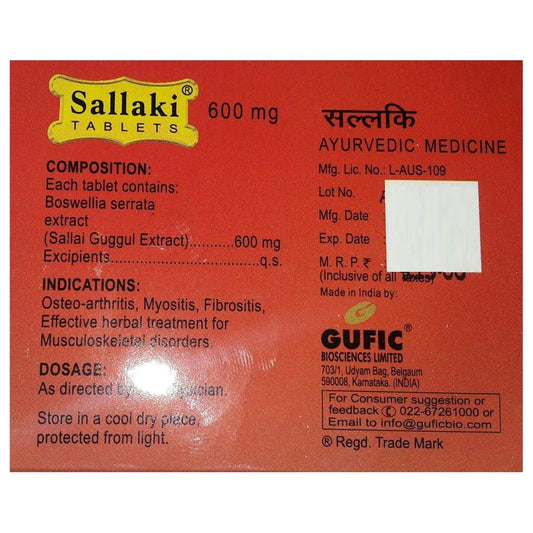 Sallaki®
TABLETS
600 mg
COMPOSITION:
Each tablet contains:
Boswellia serrata
extract
(Sallai Guggul Extract)...........600 mg
Excipients...............................q.s.
INDICATIONS:
Osteo-arthritis, Myositis, Fibrositis,
Effective herbal treatment for
Musculoskeletal disorders.
DOSAGE:
As directed by
Store in a cool dry place,
protected from light.
सल्लकि
AYURVEDIC MEDICINE
Mfg. Lic. No.: L-AUS-109
Lot No.
Mfg. Date :
Exp. Date :
M. R. P. ₹
(Inclusive of all taxes)
Made in India by:
GUFIC®
BIOSCIENCES LIMITED
703/1, Udyam Bag, Belgaum
590008, Karnataka. (INDIA)
For Consumer suggestion or
feedback ✆ 022-67261000 or
Email to info@guficbio.com
® Regd. Trade Mark